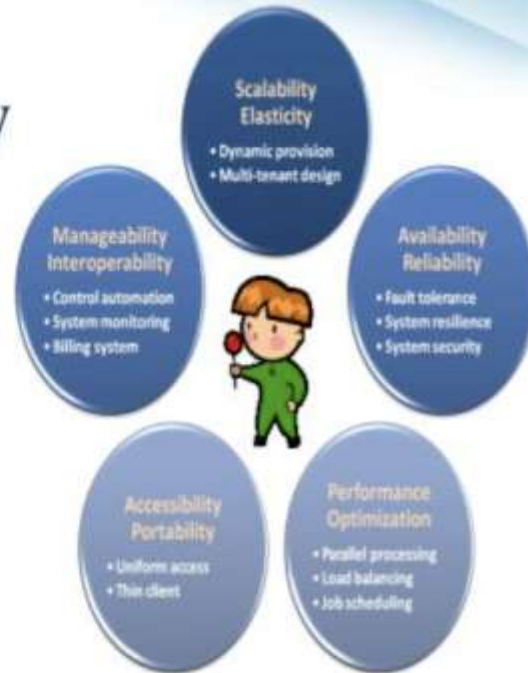 Scalability
Elasticity
• Dynamic provision
• Multi-tenant design
Manageability
Interoperability
• Control automation
• System monitoring
• Billing system
Availability
Reliability
• Fault tolerance
• System resilience
• System security
Accessibility
Portability
• Uniform access
• Thin client
Performance
Optimization
• Parallel processing
• Load balancing
• Job scheduling